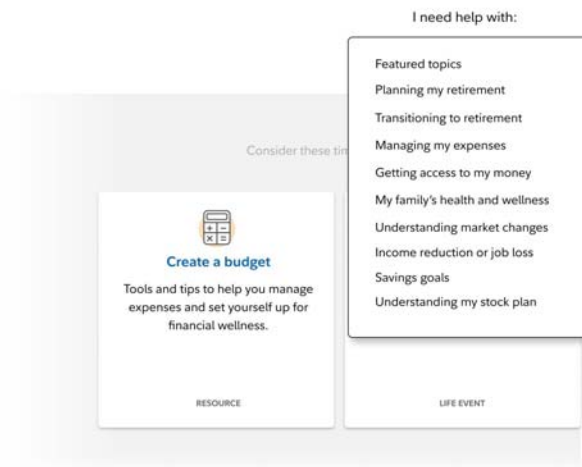 I need help with:
Featured topics
Planning my retirement
Transitioning to retirement
Managing my expenses
Getting access to my money
My family's health and wellness
Understanding market changes
Income reduction or job loss
Savings goals
Understanding my stock plan
Consider these
Create a budget
Tools and tips to help you manage
expenses and set yourself up for
financial wellness.
RESOURCE
LIFE EVENT